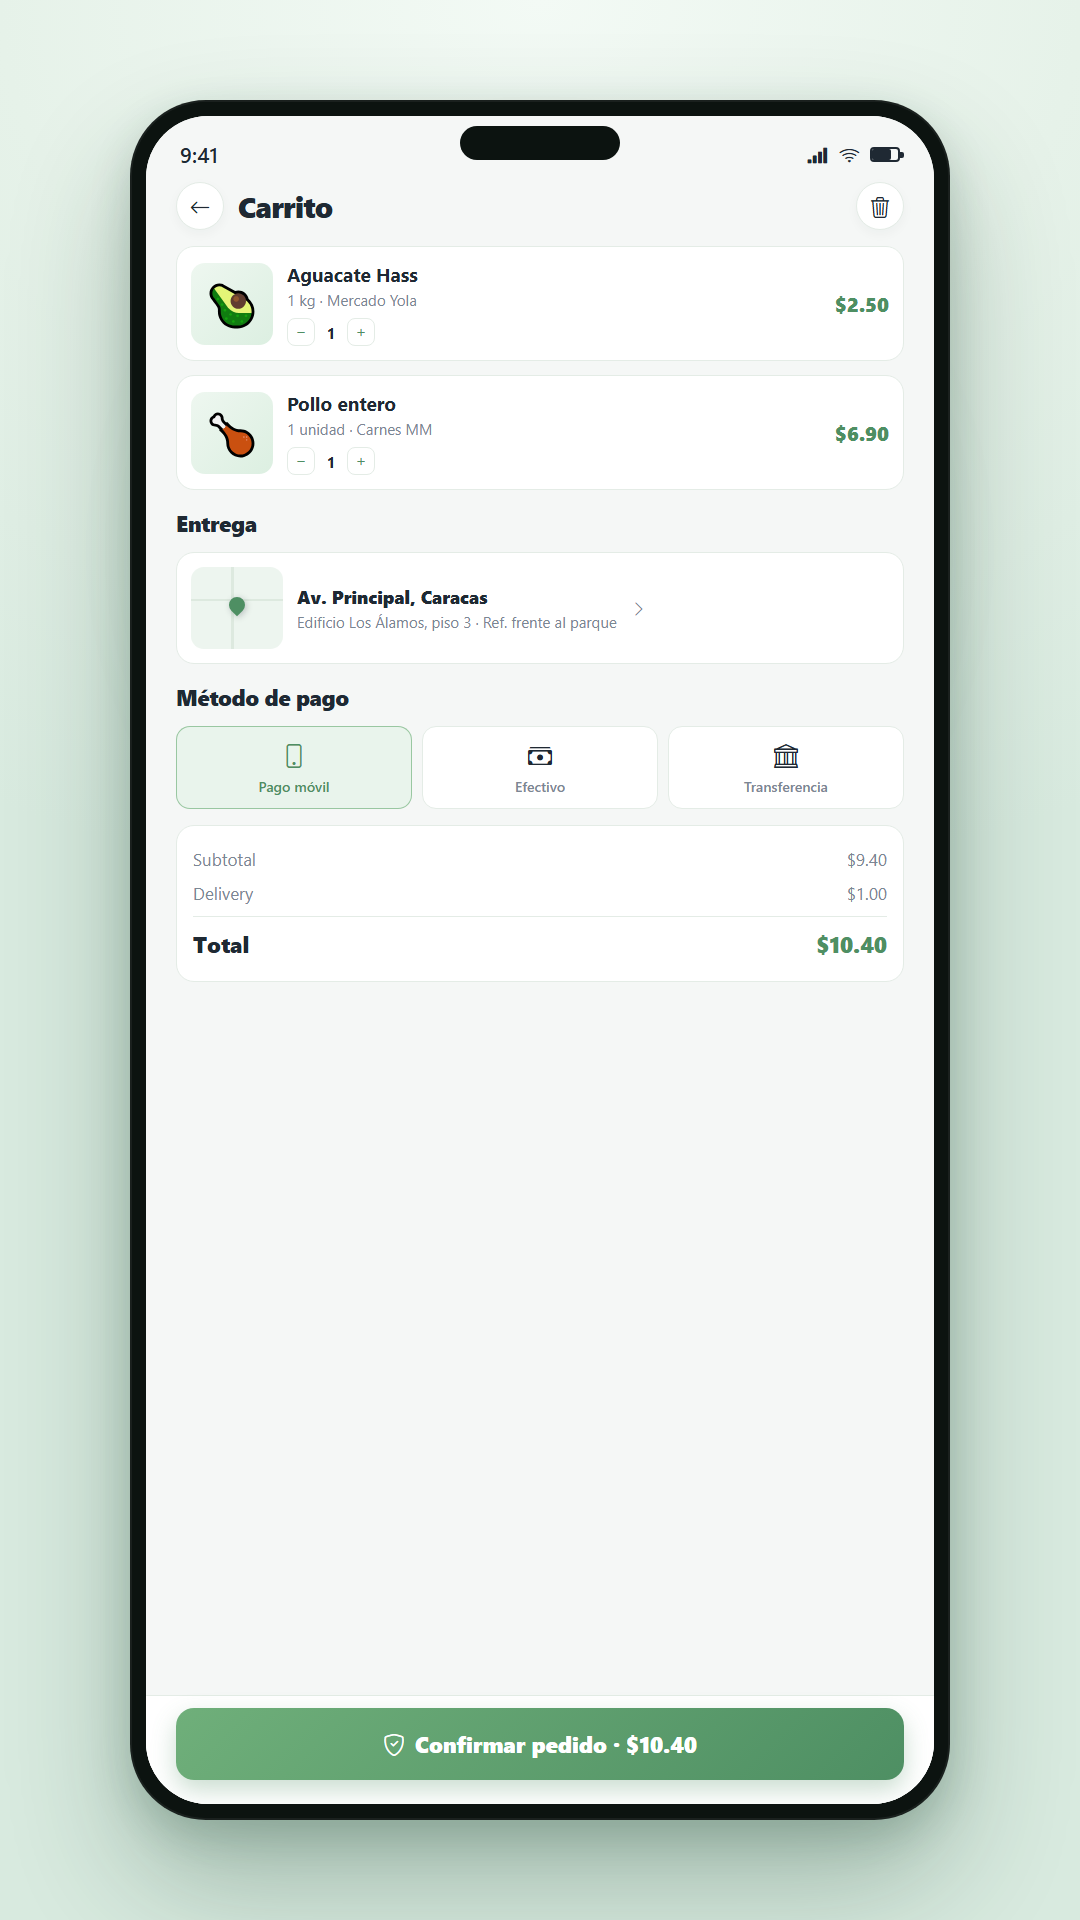 9:41
Carrito
Aguacate Hass
1 kg · Mercado Yola
− 1 +
$2.50
Pollo entero
1 unidad · Carnes MM
− 1 +
$6.90
Entrega
Av. Principal, Caracas
Edificio Los Álamos, piso 3 · Ref. frente al parque
Método de pago
Pago móvil
Efectivo
Transferencia
Subtotal $9.40
Delivery $1.00
Total $10.40
Confirmar pedido · $10.40